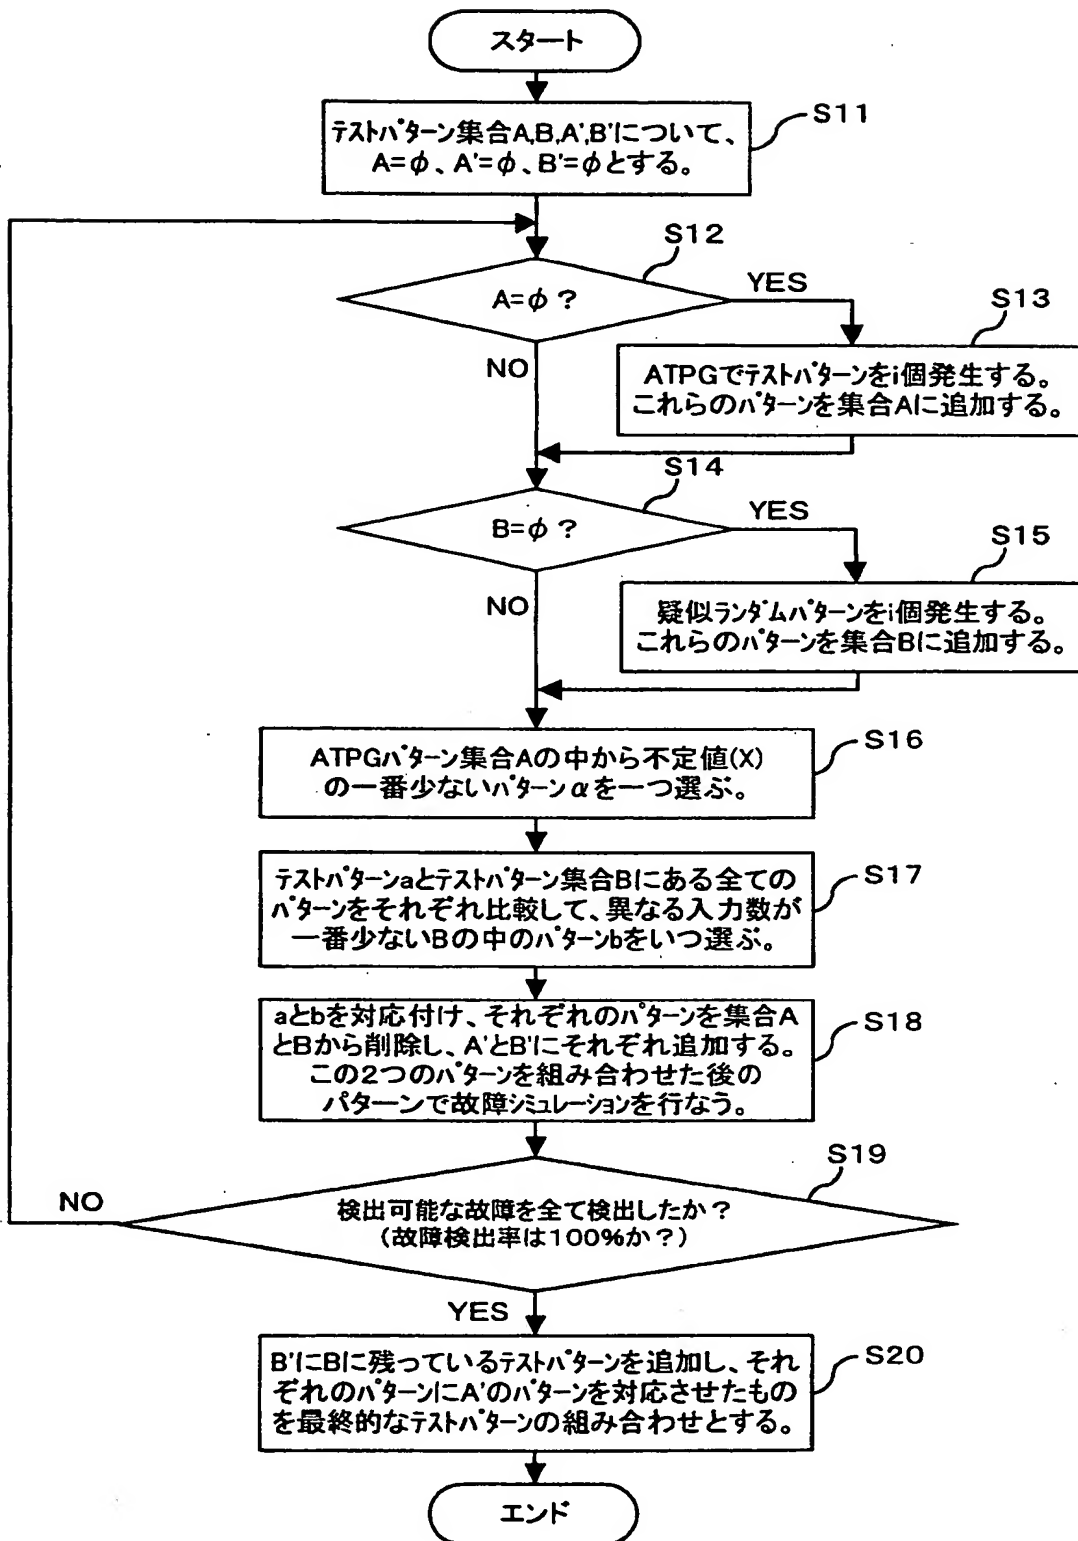 スタート
S11
テストパターン集合A,B,A',B'について、
A=φ、A'=φ、B'=φとする。
S12
A=φ?
YES
NO
S13
ATPGでテストパターンをi個発生する。
これらのパターンを集合Aに追加する。
S14
B=φ?
YES
NO
S15
疑似ランダムパターンをi個発生する。
これらのパターンを集合Bに追加する。
S16
ATPGパターン集合Aの中から不定値(X)
の一番少ないパターンαを一つ選ぶ。
S17
テストパターンaとテストパターン集合Bにある全ての
パターンをそれぞれ比較して、異なる入力数が
一番少ないBの中のパターンbをいつ選ぶ。
S18
aとbを対応付け、それぞれのパターンを集合A
とBから削除し、A'とB'にそれぞれ追加する。
この2つのパターンを組み合わせた後の
パターンで故障シミュレーションを行なう。
S19
検出可能な故障を全て検出したか?
(故障検出率は100%か?)
NO
YES
S20
B'にBに残っているテストパターンを追加し、それ
ぞれのパターンにA'のパターンを対応させたもの
を最終的なテストパターンの組み合わせとする。
エンド